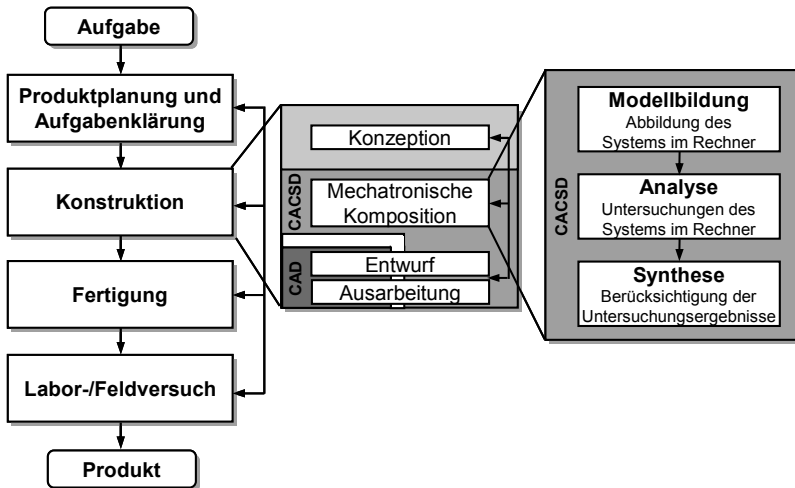 Aufgabe
Produktplanung und
Aufgabenklärung
Konstruktion
Fertigung
Labor-/Feldversuch
Produkt
Konzeption
CACSD
Mechatronische
Komposition
CAD
Entwurf
Ausarbeitung
CACSD
Modellbildung
Abbildung des
Systems im Rechner
Analyse
Untersuchungen des
Systems im Rechner
Synthese
Berücksichtigung der
Untersuchungsergebnisse